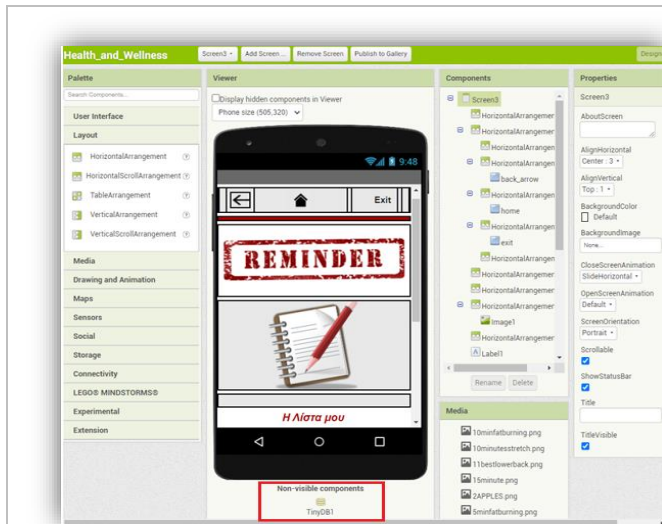 Health_and_Wellness
Screen3
Add Screen ...
Remove Screen
Publish to Gallery
Palette
Search Components...
User Interface
Layout
HorizontalArrangement
HorizontalScrollArrangement
TableArrangement
VerticalArrangement
VerticalScrollArrangement
Media
Drawing and Animation
Maps
Sensors
Social
Storage
Connectivity
LEGO® MINDSTORMS®
Experimental
Extension
Viewer
Display hidden components in Viewer
Phone size (505,320)
9:48
Exit
REMINDER
Η Λίστα μου
Non-visible components
TinyDB1
Components
Screen3
HorizontalArrangemer
HorizontalArrangemer
HorizontalArrangen
HorizontalArrangen
back_arrow
HorizontalArrangen
home
HorizontalArrangen
exit
HorizontalArrangen
HorizontalArrangemer
HorizontalArrangemer
HorizontalArrangemer
Image1
HorizontalArrangemer
Label1
Rename
Delete
Media
10minfatburning.png
10minutesstretch.png
11bestlowerback.png
15minute.png
2APPLES.png
5minfatburning.png
Properties
Screen3
AboutScreen
AlignHorizontal
Center : 3
AlignVertical
Top : 1
BackgroundColor
Default
BackgroundImage
None...
CloseScreenAnimation
SlideHorizontal
OpenScreenAnimation
Default
ScreenOrientation
Portrait
Scrollable
ShowStatusBar
Title
TitleVisible